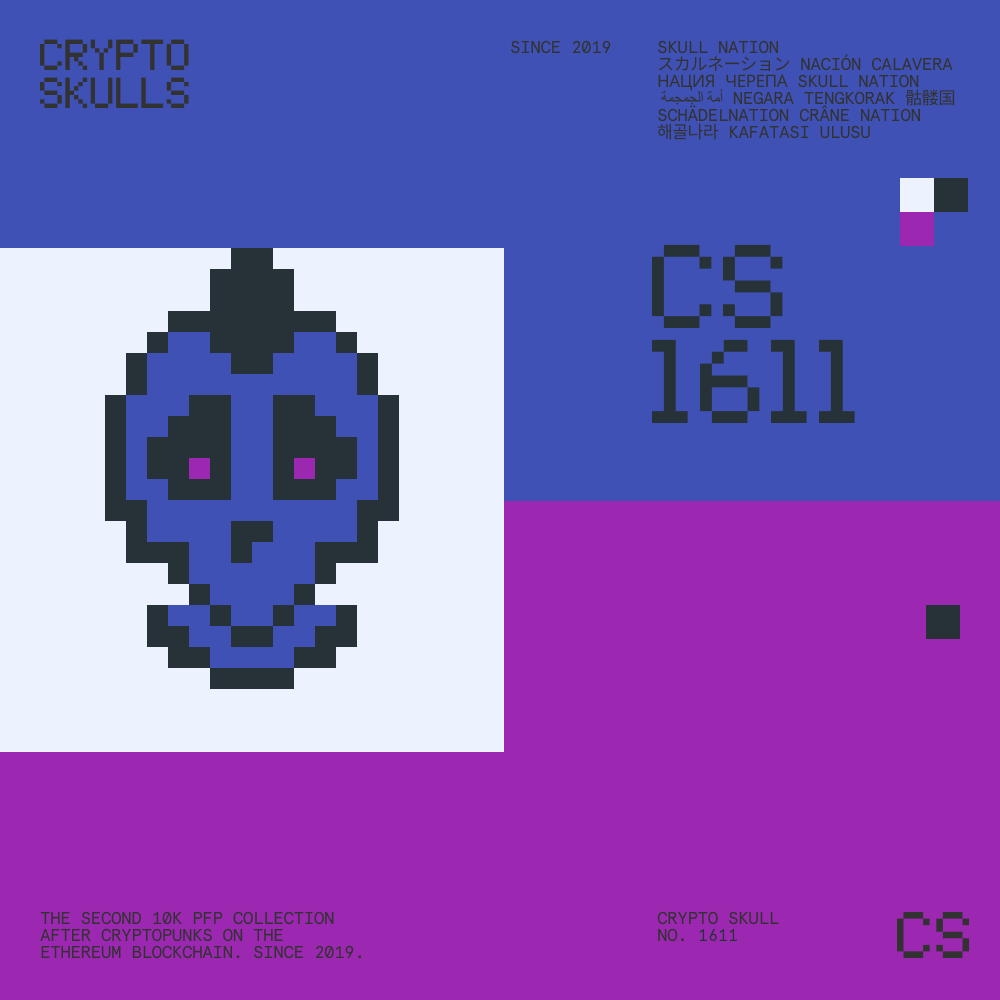 CRYPTO
SKULLS
SINCE 2019
SKULL NATION
スカルネーション NACIÓN CALAVERA
НАЦИЯ ЧЕРЕПА SKULL NATION
أمة الجمجمة NEGARA TENGKORAK 骷髅国
SCHÄDELNATION CRÂNE NATION
해골나라 KAFATASI ULUSU
CS
1611
THE SECOND 10K PFP COLLECTION
AFTER CRYPTOPUNKS ON THE
ETHEREUM BLOCKCHAIN. SINCE 2019.
CRYPTO SKULL
NO. 1611
CS